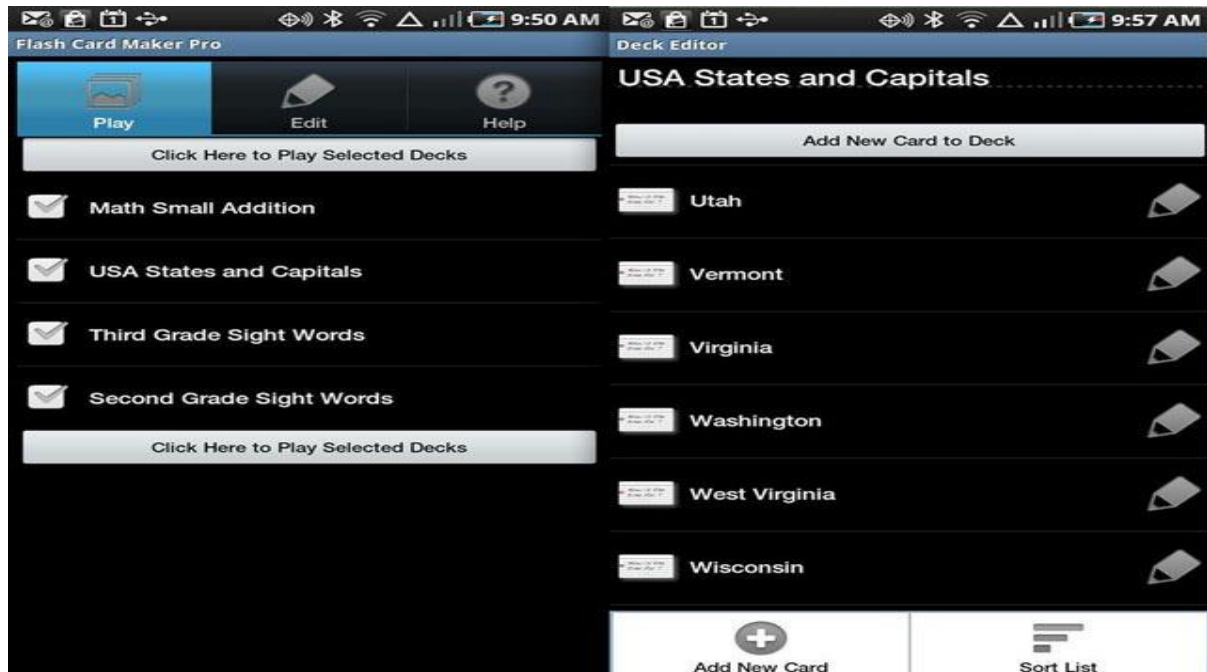 9:50 AM
Flash Card Maker Pro
Play
Edit
Help
Click Here to Play Selected Decks
Math Small Addition
USA States and Capitals
Third Grade Sight Words
Second Grade Sight Words
Click Here to Play Selected Decks
9:57 AM
Deck Editor
USA States and Capitals
Add New Card to Deck
Utah
Vermont
Virginia
Washington
West Virginia
Wisconsin
Add New Card
Sort List